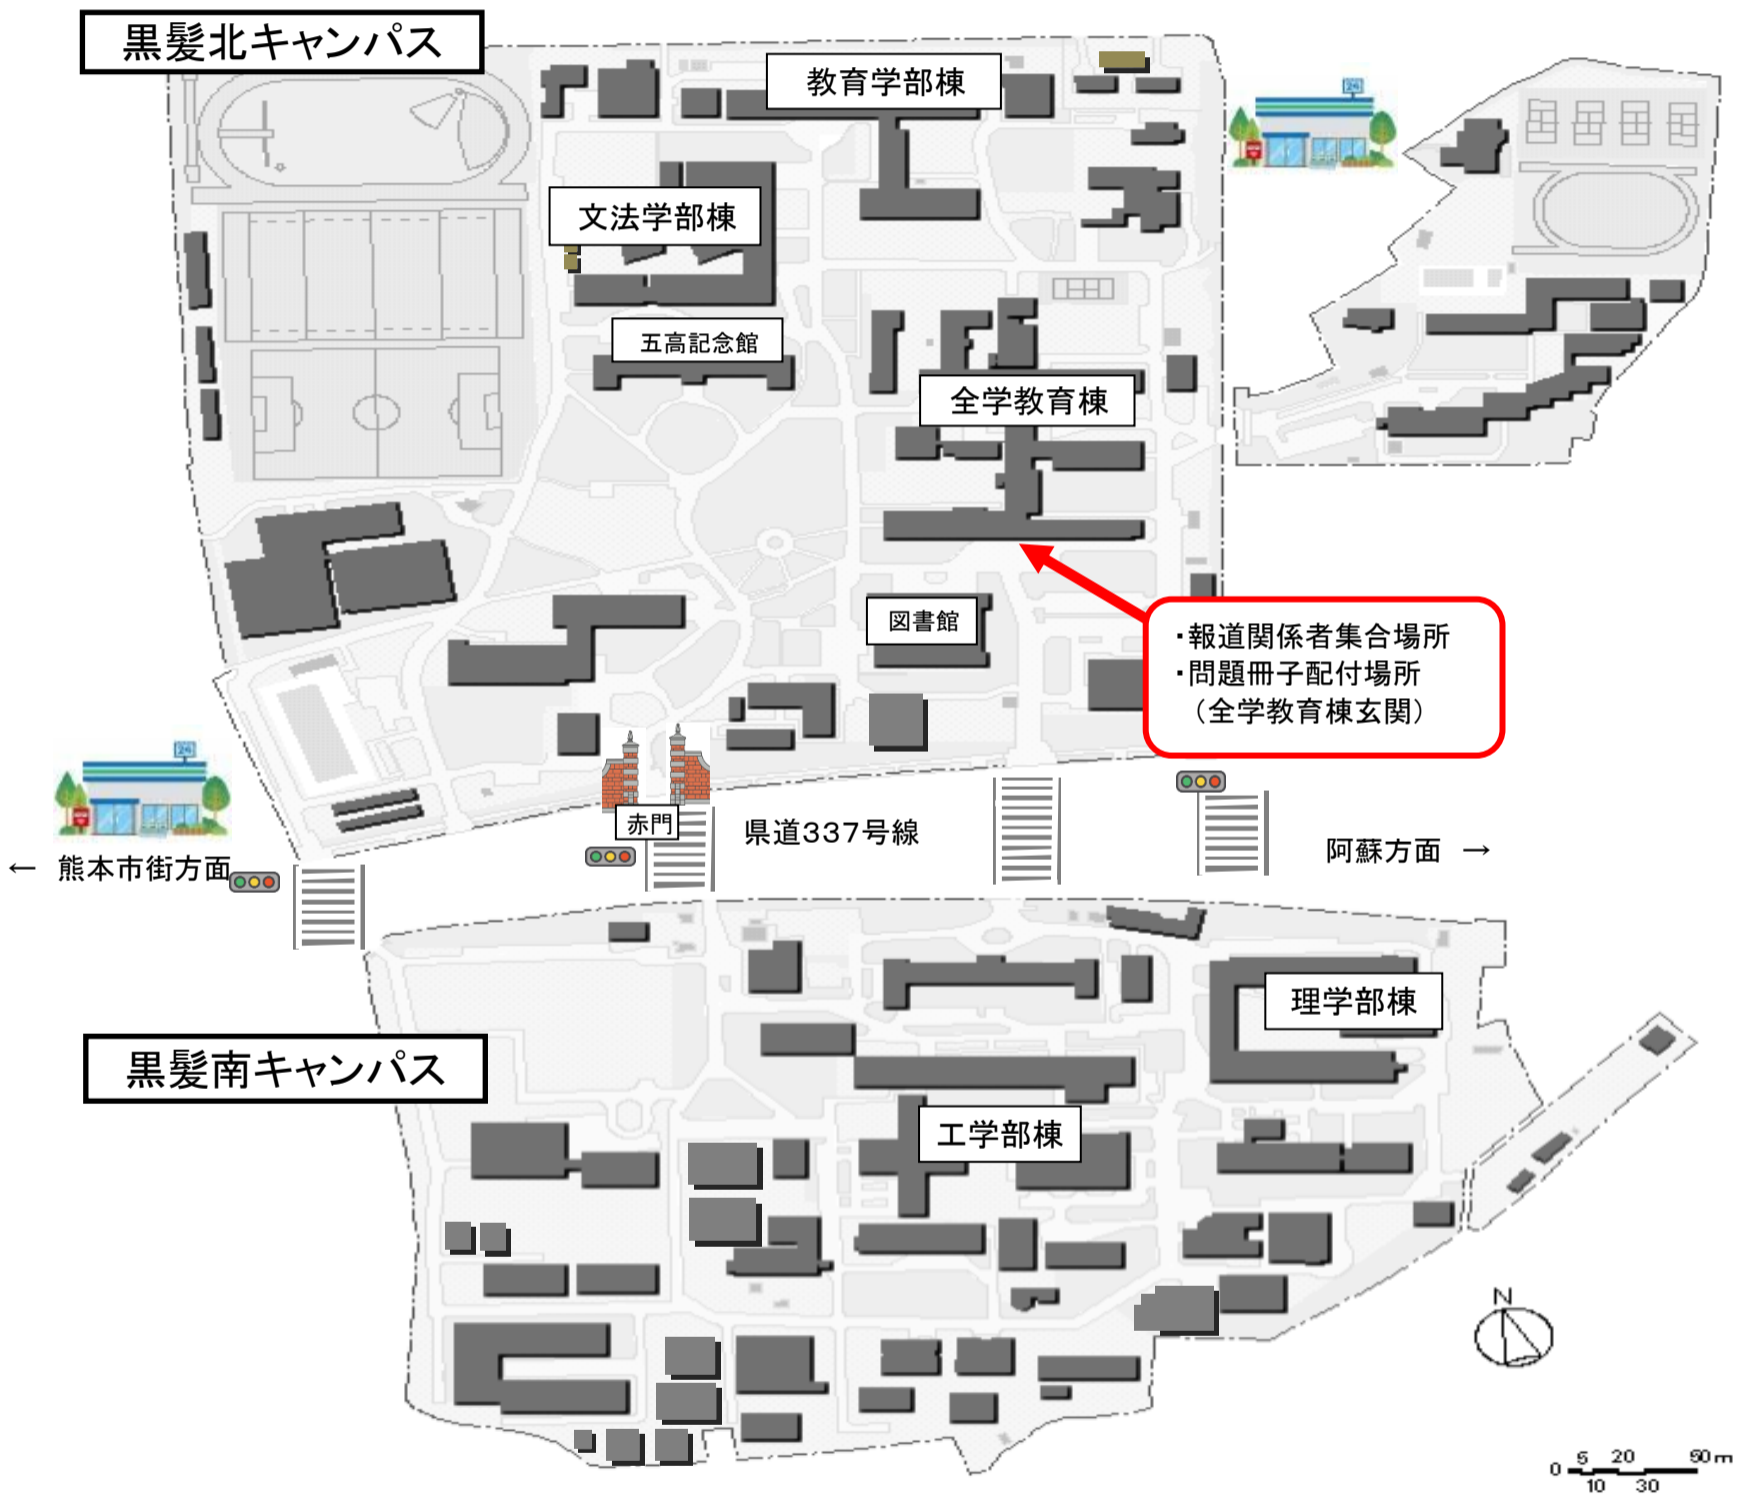 黒髪北キャンパス
教育学部棟
24
文法学部棟
五高記念館
全学教育棟
図書館
・報道関係者集合場所
・問題冊子配付場所
（全学教育棟玄関）
24
赤門
県道337号線
阿蘇方面 →
← 熊本市街方面
理学部棟
黒髪南キャンパス
工学部棟
N
0 5 20 50m
10 30